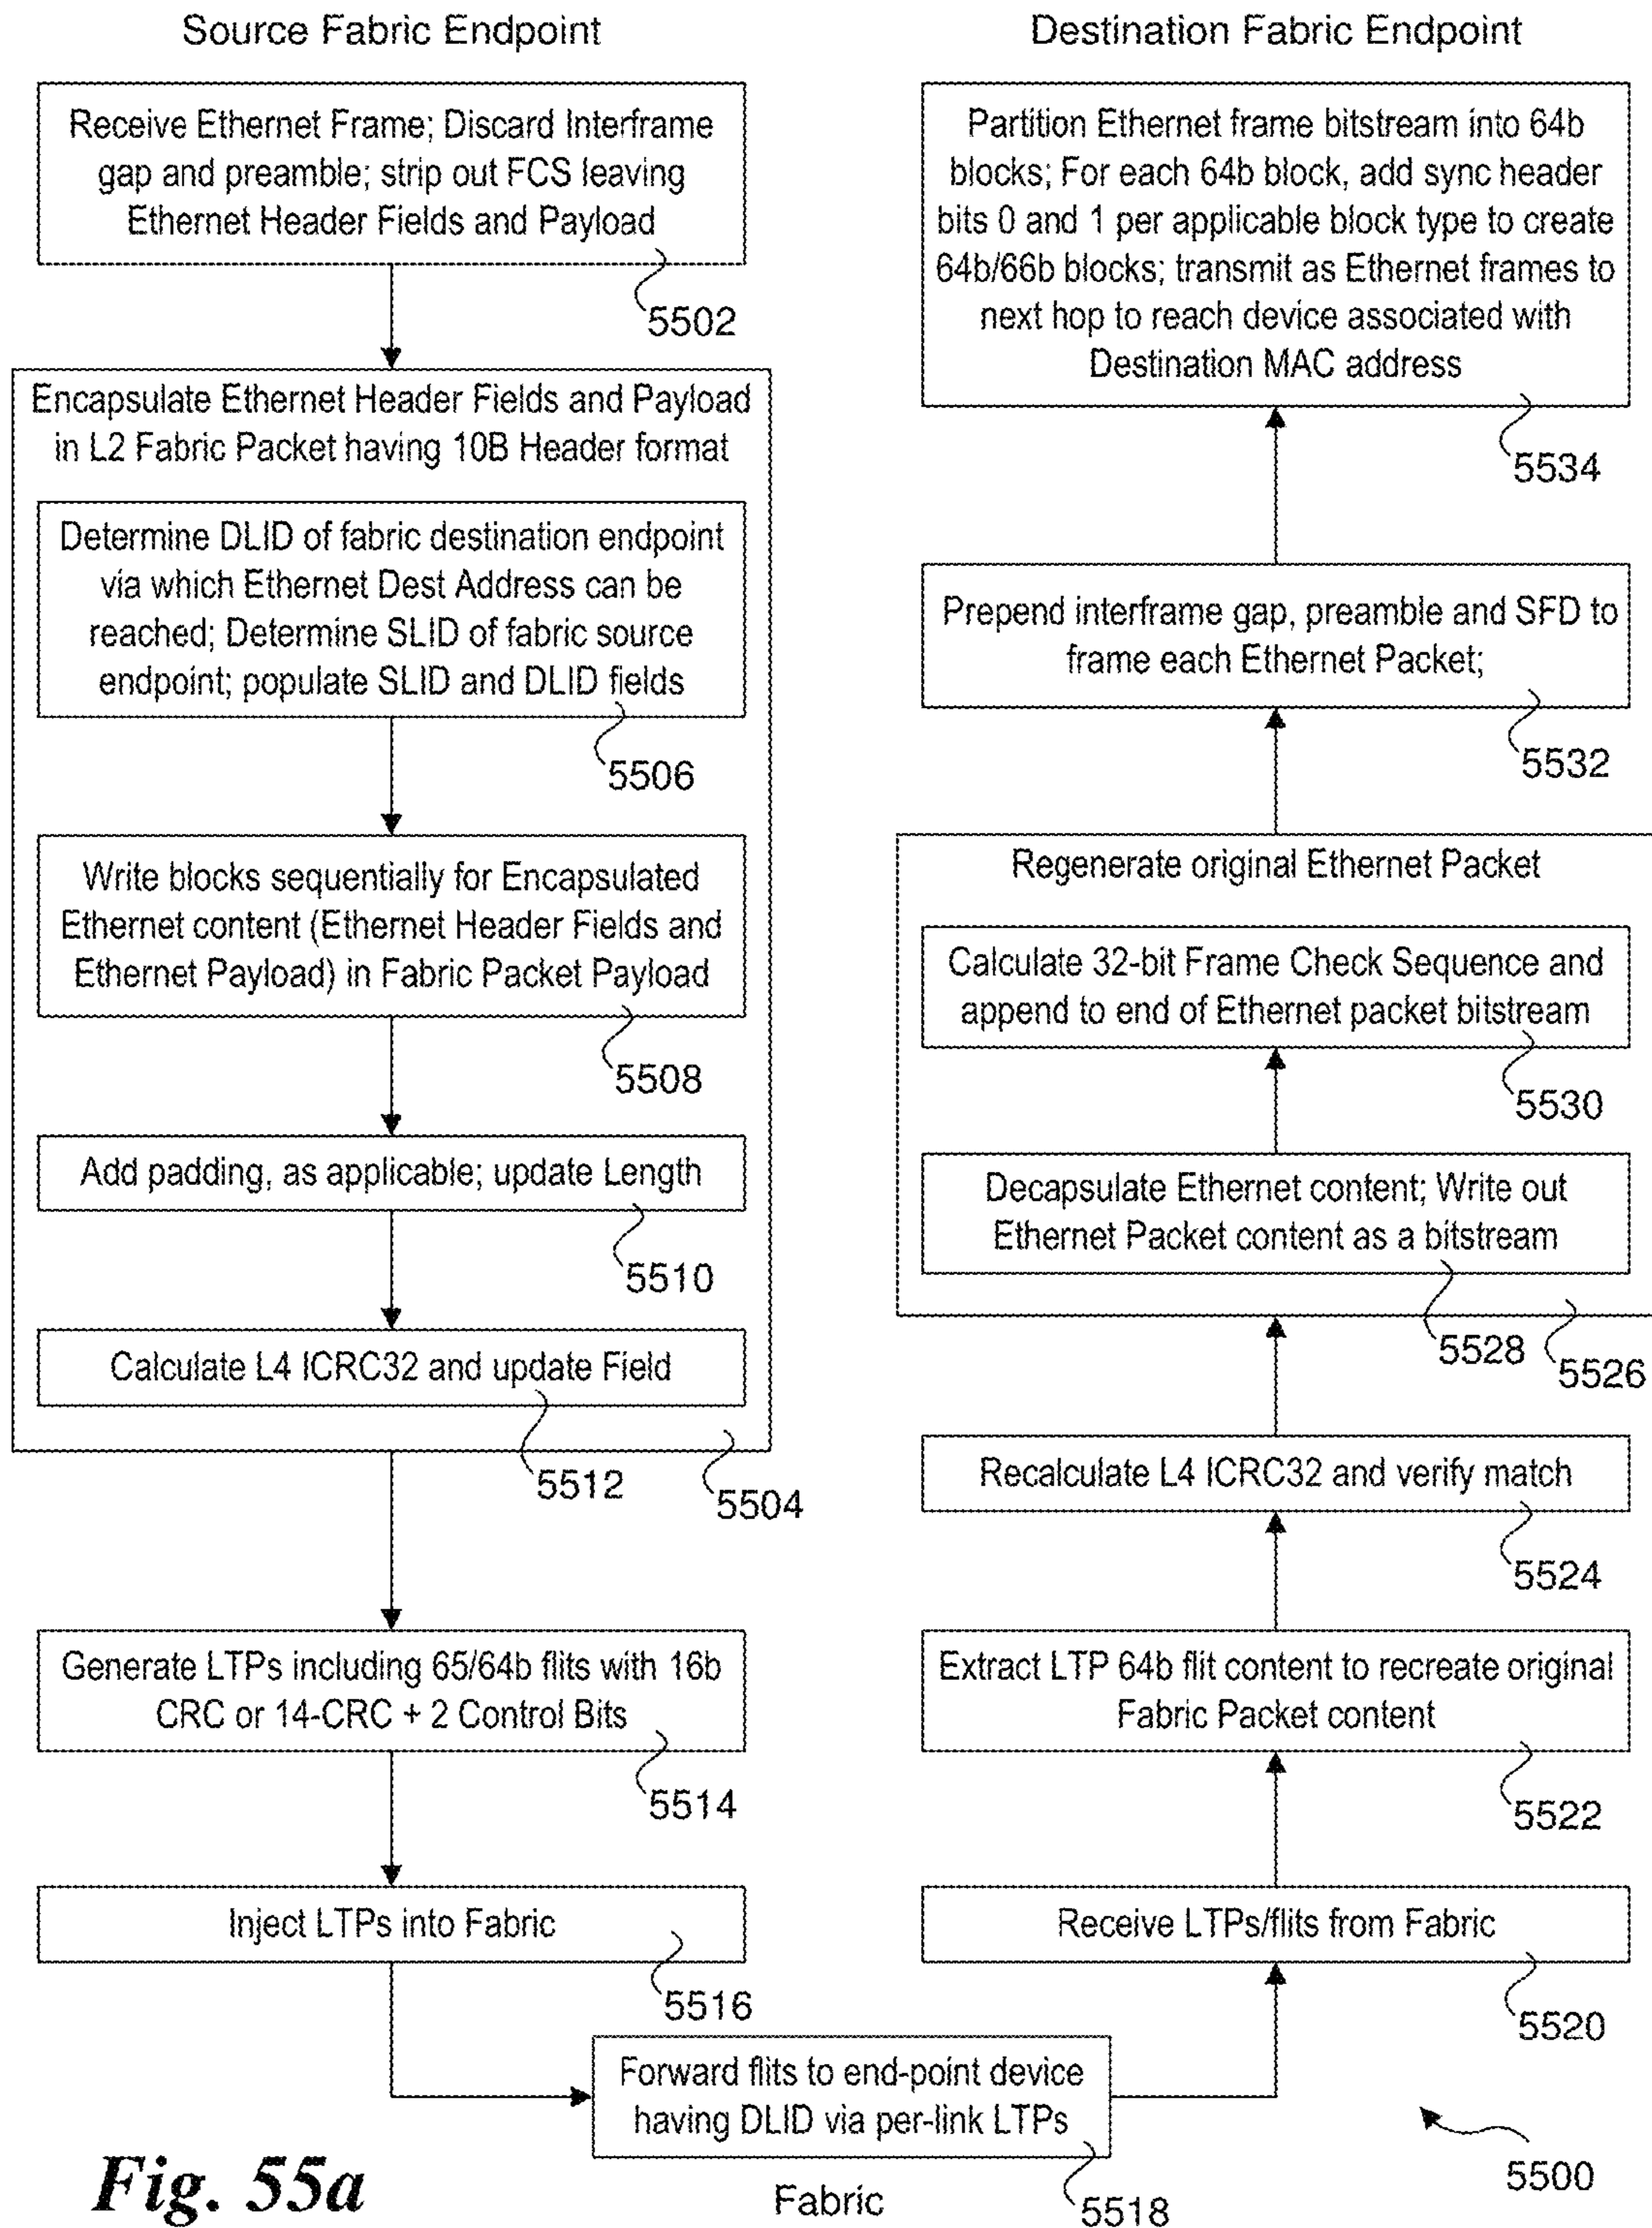 Source Fabric Endpoint
Receive Ethernet Frame; Discard Interframe
gap and preamble; strip out FCS leaving
Ethernet Header Fields and Payload
5502
Encapsulate Ethernet Header Fields and Payload
in L2 Fabric Packet having 10B Header format
Determine DLID of fabric destination endpoint
via which Ethernet Dest Address can be
reached; Determine SLID of fabric source
endpoint; populate SLID and DLID fields
5506
Write blocks sequentially for Encapsulated
Ethernet content (Ethernet Header Fields and
Ethernet Payload) in Fabric Packet Payload
5508
Add padding, as applicable; update Length
5510
Calculate L4 ICRC32 and update Field
5512
5504
Generate LTPs including 65/64b flits with 16b
CRC or 14-CRC + 2 Control Bits
5514
Inject LTPs into Fabric
5516
Forward flits to end-point device
having DLID via per-link LTPs
5518
Fabric
Destination Fabric Endpoint
Partition Ethernet frame bitstream into 64b
blocks; For each 64b block, add sync header
bits 0 and 1 per applicable block type to create
64b/66b blocks; transmit as Ethernet frames to
next hop to reach device associated with
Destination MAC address
5534
Prepend interframe gap, preamble and SFD to
frame each Ethernet Packet;
5532
Regenerate original Ethernet Packet
Calculate 32-bit Frame Check Sequence and
append to end of Ethernet packet bitstream
5530
Decapsulate Ethernet content; Write out
Ethernet Packet content as a bitstream
5528
5526
Recalculate L4 ICRC32 and verify match
5524
Extract LTP 64b flit content to recreate original
Fabric Packet content
5522
Receive LTPs/flits from Fabric
5520
5500
Fig. 55a